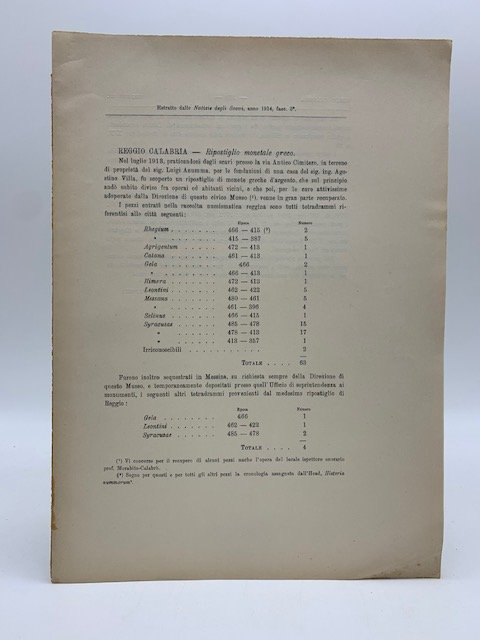 Estratto dalle Notizie degli Scavi, anno 1914, fasc. 3°.
REGGIO CALABRIA — Ripostiglio monetale greco.
Nel luglio 1913, praticandosi degli scavi presso la via Antico Cimitero, in terreno
di proprietà del sig. Luigi Anumma, per le fondazioni di una casa del sig. ing. Ago-
stino Villa, fu scoperto un ripostiglio di monete greche d'argento, che sul principio
andò subito diviso fra operai ed abitanti vicini, e che poi, per le cure attivissime
adoperate dalla Direzione di questo civico Museo (¹), venne in gran parte recuperato.
I pezzi entrati nella raccolta numismatica reggina sono tutti tetradrammi ri-
ferentisi alle città seguenti:
Epoca Numero
Rhegium . . . . . . 466 — 415 (²) 2
" . . . . . . 415 — 387 5
Agrigentum . . . . . 472 — 413 1
Catana . . . . . . 461 — 413 1
Gela . . . . . . . 466 2
" . . . . . . . 466 — 413 1
Himera . . . . . . 472 — 413 1
Leontini . . . . . . 462 — 422 5
Messana . . . . . . 480 — 461 5
" . . . . . . 461 — 396 4
Selinus . . . . . . 466 — 415 1
Syracusae . . . . . 485 — 478 15
" . . . . . 478 — 413 17
" . . . . . 413 — 357 1
Irriconoscibili . . . . . . . . . . . . 2
TOTALE . . . . 63
Furono inoltre sequestrati in Messina, su richiesta sempre della Direzione di
questo Museo, e temporaneamente depositati presso quell'Ufficio di soprintendenza ai
monumenti, i seguenti altri tetradrammi provenienti dal medesimo ripostiglio di
Reggio:
Epoca Numero
Gela . . . . . . . 466 1
Leontini . . . . . . 462 — 422 1
Syracusae . . . . . 485 — 478 2
TOTALE . . . . 4
(¹) Vi concorse per il recupero di alcuni pezzi anche l'opera del locale ispettore onorario
prof. Morabito-Calabrò.
(²) Seguo per questi e per tutti gli altri pezzi la cronologia assegnata dall'Head, Historia
nummorum².